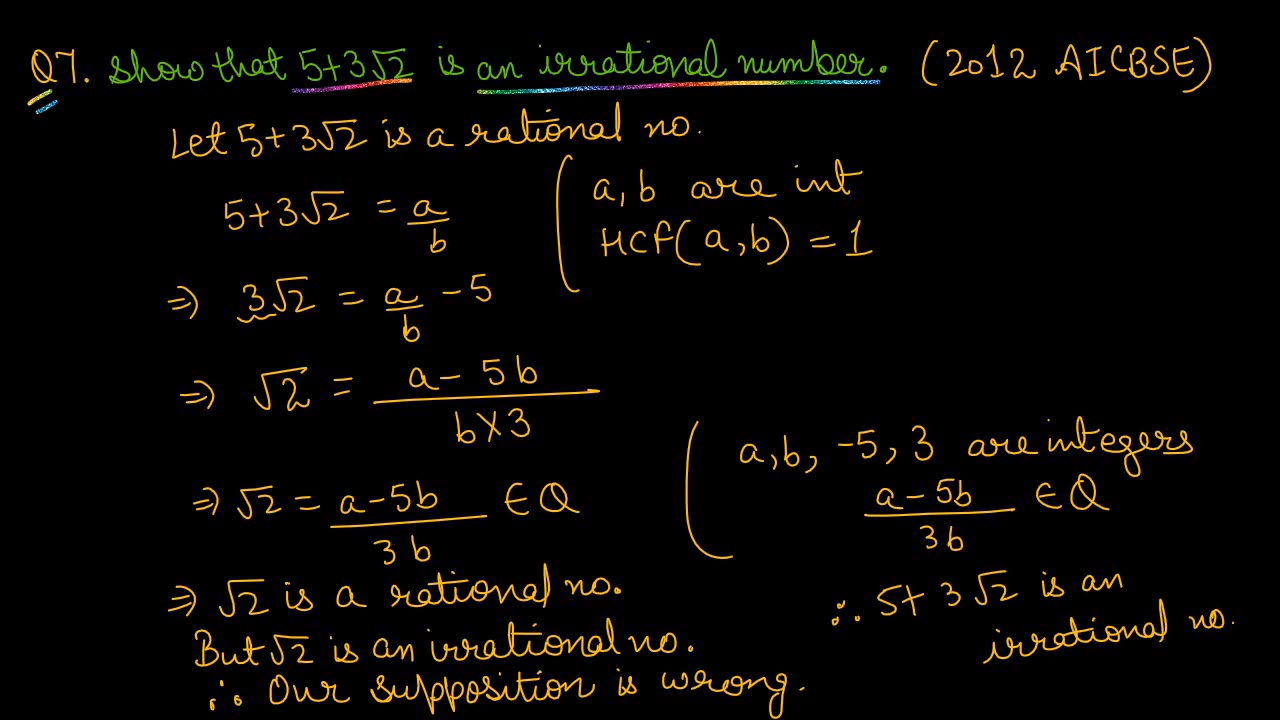 Q7. Show that 5+3√2 is an irrational number. (2012 AICBSE)
Let 5+3√2 is a rational no.
5+3√2 = a/b
a, b are int
HCF(a,b) = 1
⇒ 3√2 = a/b - 5
⇒ √2 = (a - 5b)/(b×3)
⇒ √2 = (a-5b)/(3b) ∈ Q
a, b, -5, 3 are integers
(a-5b)/(3b) ∈ Q
⇒ √2 is a rational no.
But √2 is an irrational no.
∴ Our supposition is wrong.
∴ 5+3√2 is an
irrational no.